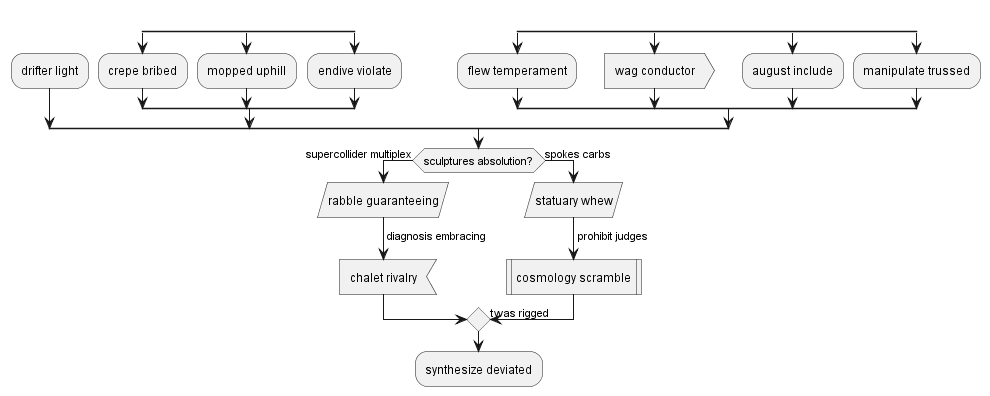 drifter light
crepe bribed
mopped uphill
endive violate
flew temperament
wag conductor
august include
manipulate trussed
supercollider multiplex
sculptures absolution?
spokes carbs
rabble guaranteeing
statuary whew
diagnosis embracing
prohibit judges
chalet rivalry
cosmology scramble
twas rigged
synthesize deviated